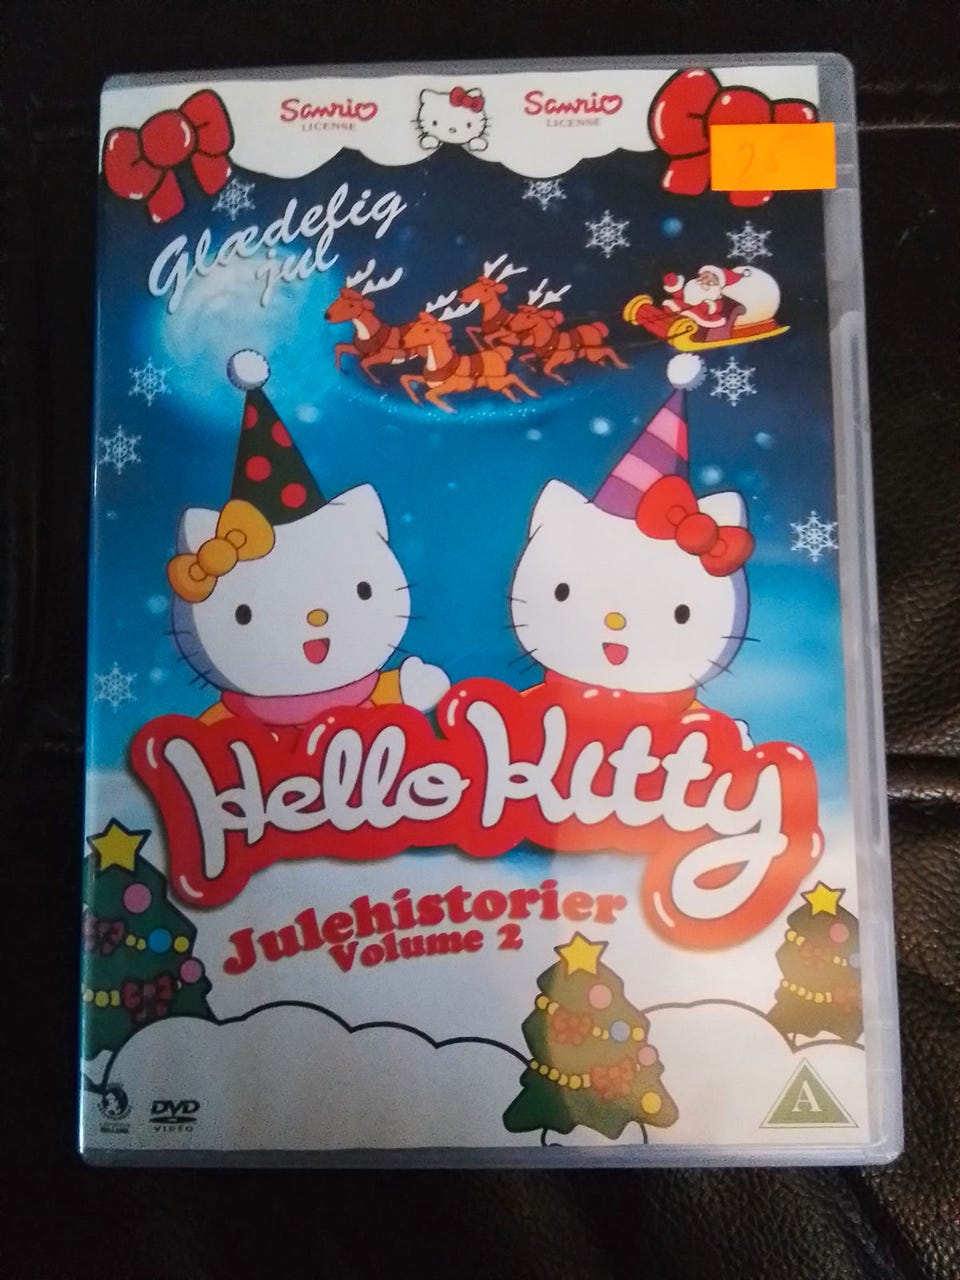 Sanrio
LICENSE
Sanrio
LICENSE
25
Glædelig
jul
Hello Kitty
Julehistorier
Volume 2
DVD
VIDEO
A